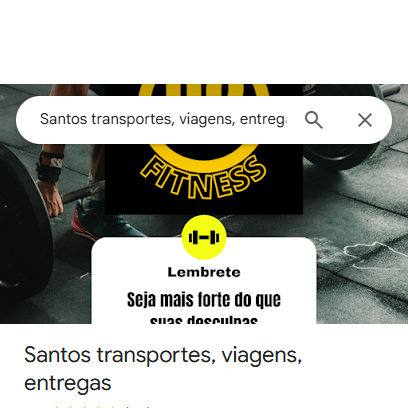 Santos transportes, viagens, entrega
FITNESS
Lembrete
Seja mais forte do que
suas desculpas
Santos transportes, viagens,
entregas